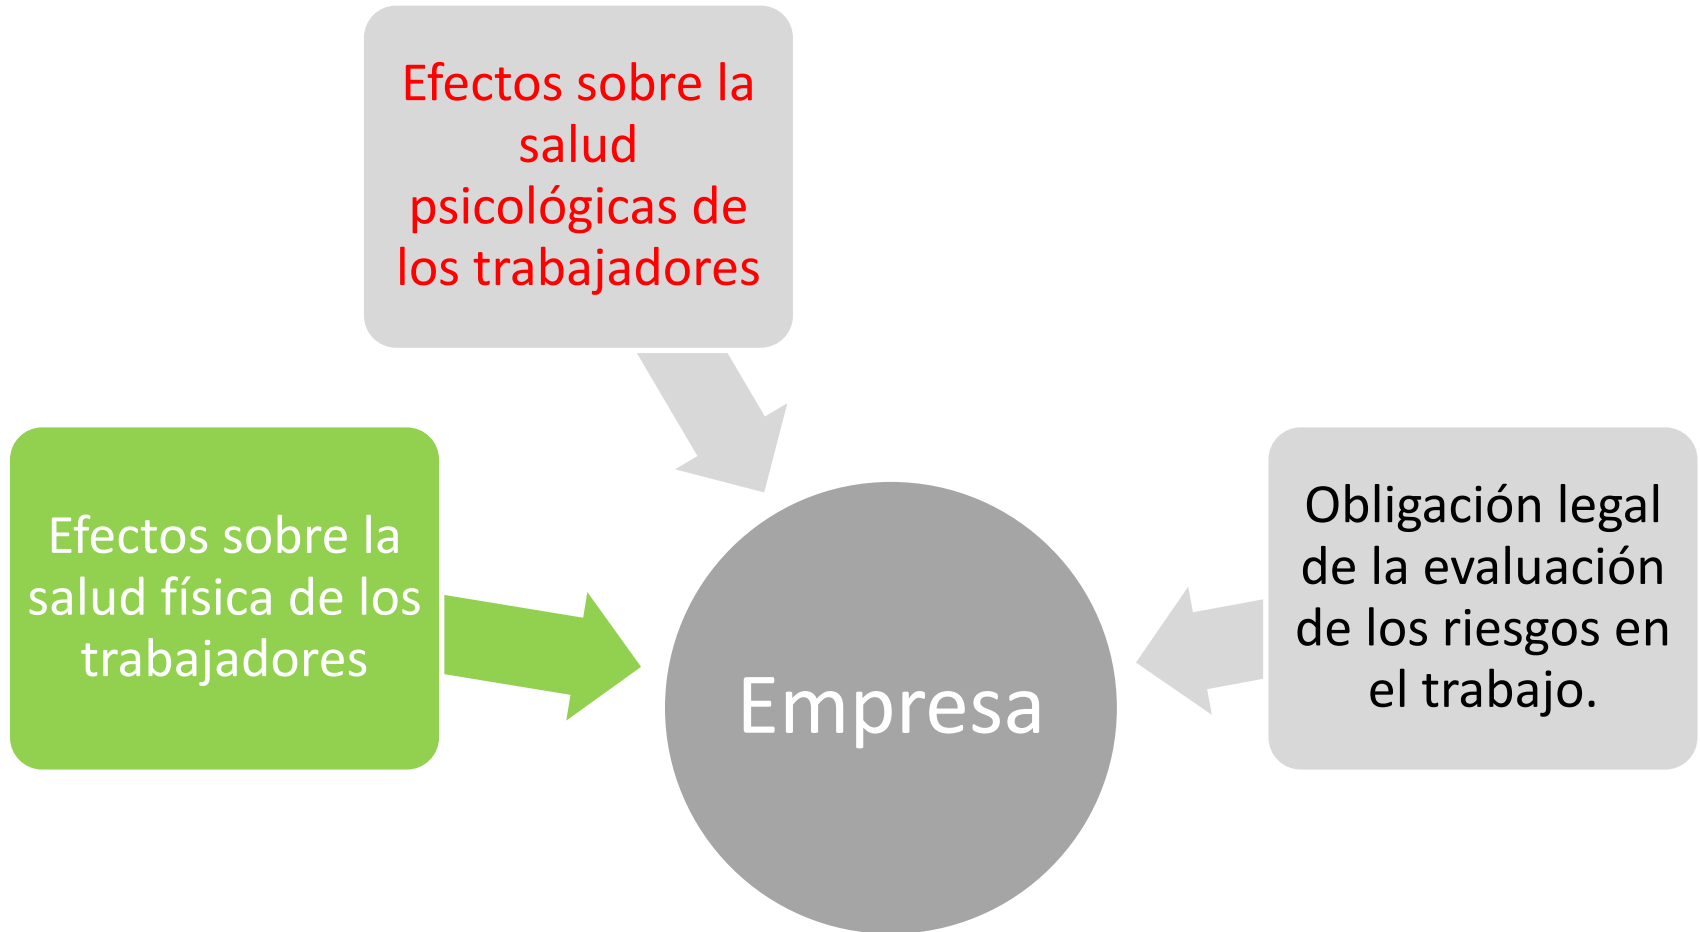 Efectos sobre la
salud
psicológicas de
los trabajadores
Efectos sobre la
salud física de los
trabajadores
Empresa
Obligación legal
de la evaluación
de los riesgos en
el trabajo.